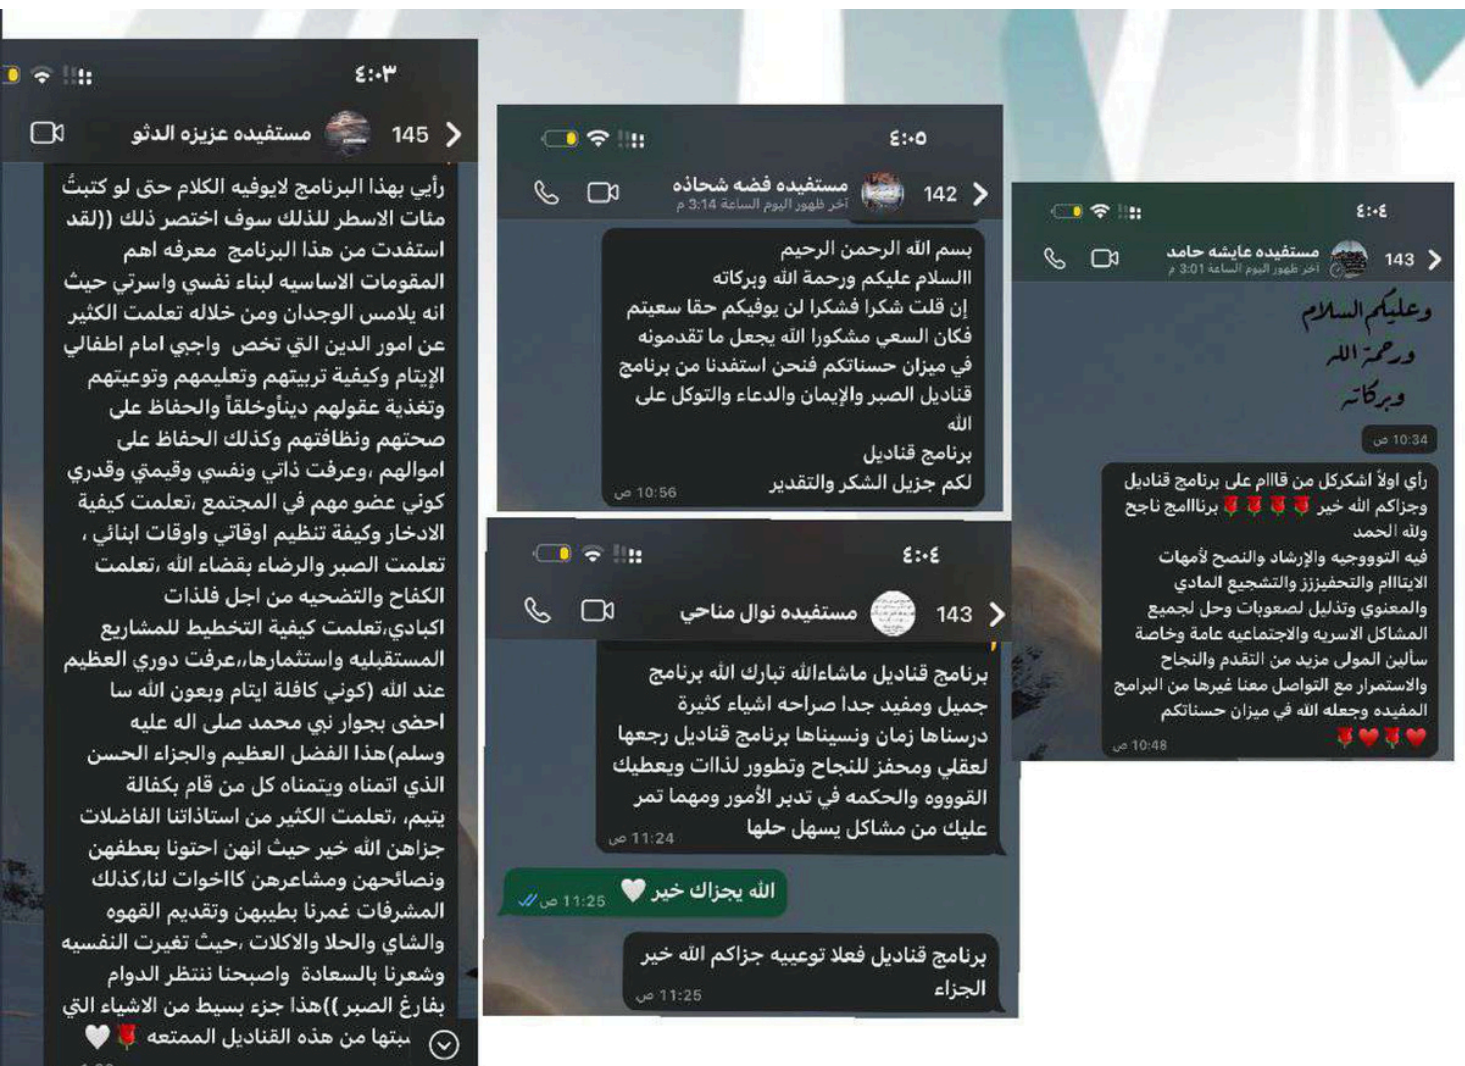 ٤:٠٣
145
مستفيده عزيزه الدثو
رأيي بهذا البرنامج لايوفيه الكلام حتى لو كتبتُ
مئات الاسطر للذلك سوف اختصر ذلك ((لقد
استفدت من هذا البرنامج معرفه اهم
المقومات الاساسيه لبناء نفسي واسرتي حيث
انه يلامس الوجدان ومن خلاله تعلمت الكثير
عن امور الدين التي تخص واجبي امام اطفالي
الإيتام وكيفية تربيتهم وتعليمهم وتوعيتهم
وتغذية عقولهم ديناًوخلقاً والحفاظ على
صحتهم ونظافتهم وكذلك الحفاظ على
اموالهم ،وعرفت ذاتي ونفسي وقيمتي وقدري
كوني عضو مهم في المجتمع ،تعلمت كيفية
الادخار وكيفة تنظيم اوقاتي واوقات ابنائي ،
تعلمت الصبر والرضاء بقضاء الله ،تعلمت
الكفاح والتضحيه من اجل فلذات
اكبادي،تعلمت كيفية التخطيط للمشاريع
المستقبليه واستثمارها،،عرفت دوري العظيم
عند الله (كوني كافلة ايتام وبعون الله سا
احضى بجوار نبي محمد صلى اله عليه
وسلم)هذا الفضل العظيم والجزاء الحسن
الذي اتمناه ويتمناه كل من قام بكفالة
يتيم، ،تعلمت الكثير من استاذاتنا الفاضلات
جزاهن الله خير حيث انهن احتونا بعطفهن
ونصائحهن ومشاعرهن كااخوات لنا،كذلك
المشرفات غمرنا بطيبهن وتقديم القهوه
والشاي والحلا والاكلات ،حيث تغيرت النفسيه
وشعرنا بالسعادة واصبحنا ننتظر الدوام
بفارغ الصبر ))هذا جزء بسيط من الاشياء التي
سبتها من هذه القناديل الممتعه 🌹🤍
٤:٠٥
142
مستفيده فضه شحاذه
آخر ظهور اليوم الساعة 3:14 م
بسم الله الرحمن الرحيم
االسلام عليكم ورحمة الله وبركاته
إن قلت شكرا فشكرا لن يوفيكم حقا سعيتم
فكان السعي مشكورا الله يجعل ما تقدمونه
في ميزان حسناتكم فنحن استفدنا من برنامج
قناديل الصبر والإيمان والدعاء والتوكل على
الله
برنامج قناديل
لكم جزيل الشكر والتقدير
10:56 ص
٤:٠٤
143
مستفيده نوال مناحي
برنامج قناديل ماشاءالله تبارك الله برنامج
جميل ومفيد جدا صراحه اشياء كثيرة
درسناها زمان ونسيناها برنامج قناديل رجعها
لعقلي ومحفز للنجاح وتطوور لذاات ويعطيك
القوووه والحكمه في تدبر الأمور ومهما تمر
عليك من مشاكل يسهل حلها
11:24 ص
الله يجزاك خير 🤍
11:25 ص
برنامج قناديل فعلا توعييه جزاكم الله خير
الجزاء
11:25 ص
٤:٠٤
143
مستفيده عايشه حامد
آخر ظهور اليوم الساعة 3:01 م
وعليكم السلام
ورحمة الله
وبركاته
10:34 ص
رأي اولاً اشكركل من قااام على برنامج قناديل
وجزاكم الله خير 🌹🌹🌹🌹 برنااامج ناجح
ولله الحمد
فيه التوووجيه والإرشاد والنصح لأمهات
الايتااام والتحفيززز والتشجيع المادي
والمعنوي وتذليل لصعوبات وحل لجميع
المشاكل الاسريه والاجتماعيه عامة وخاصة
سألين المولى مزيد من التقدم والنجاح
والاستمرار مع التواصل معنا غيرها من البرامج
المفيده وجعله الله في ميزان حسناتكم
♥🌹♥🌹
10:48 ص